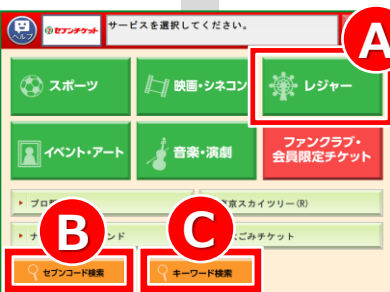 ヘルプ
セブンチケット
サービスを選択してください。
A
スポーツ
映画・シネコン
レジャー
イベント・アート
音楽・演劇
ファンクラブ・
会員限定チケット
京スカイツリー(R)
ンド
ごみチケット
B
C
セブンコード検索
キーワード検索